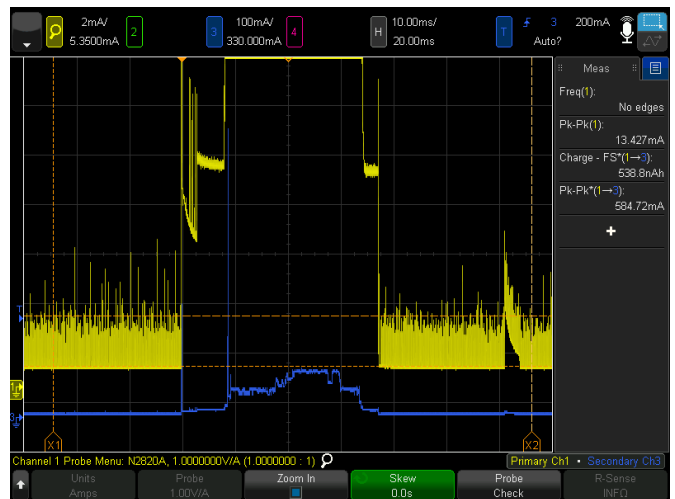 2mA/
5.3500mA
2
3
100mA/
330.000mA
4
H
10.00ms/
20.00ms
T
3
200mA
Auto?
Meas
Freq(1):
No edges
Pk-Pk(1):
13.427mA
Charge - FS*(1→3):
538.8nAh
Pk-Pk*(1→3):
584.72mA
+
T
1
3
X1
X2
Channel 1 Probe Menu: N2820A, 1.0000000V/A (1.0000000 : 1)
Primary Ch1 • Secondary Ch3
Units
Amps
Probe
1.00V/A
Zoom In
Skew
0.0s
Probe
Check
R-Sense
INFO